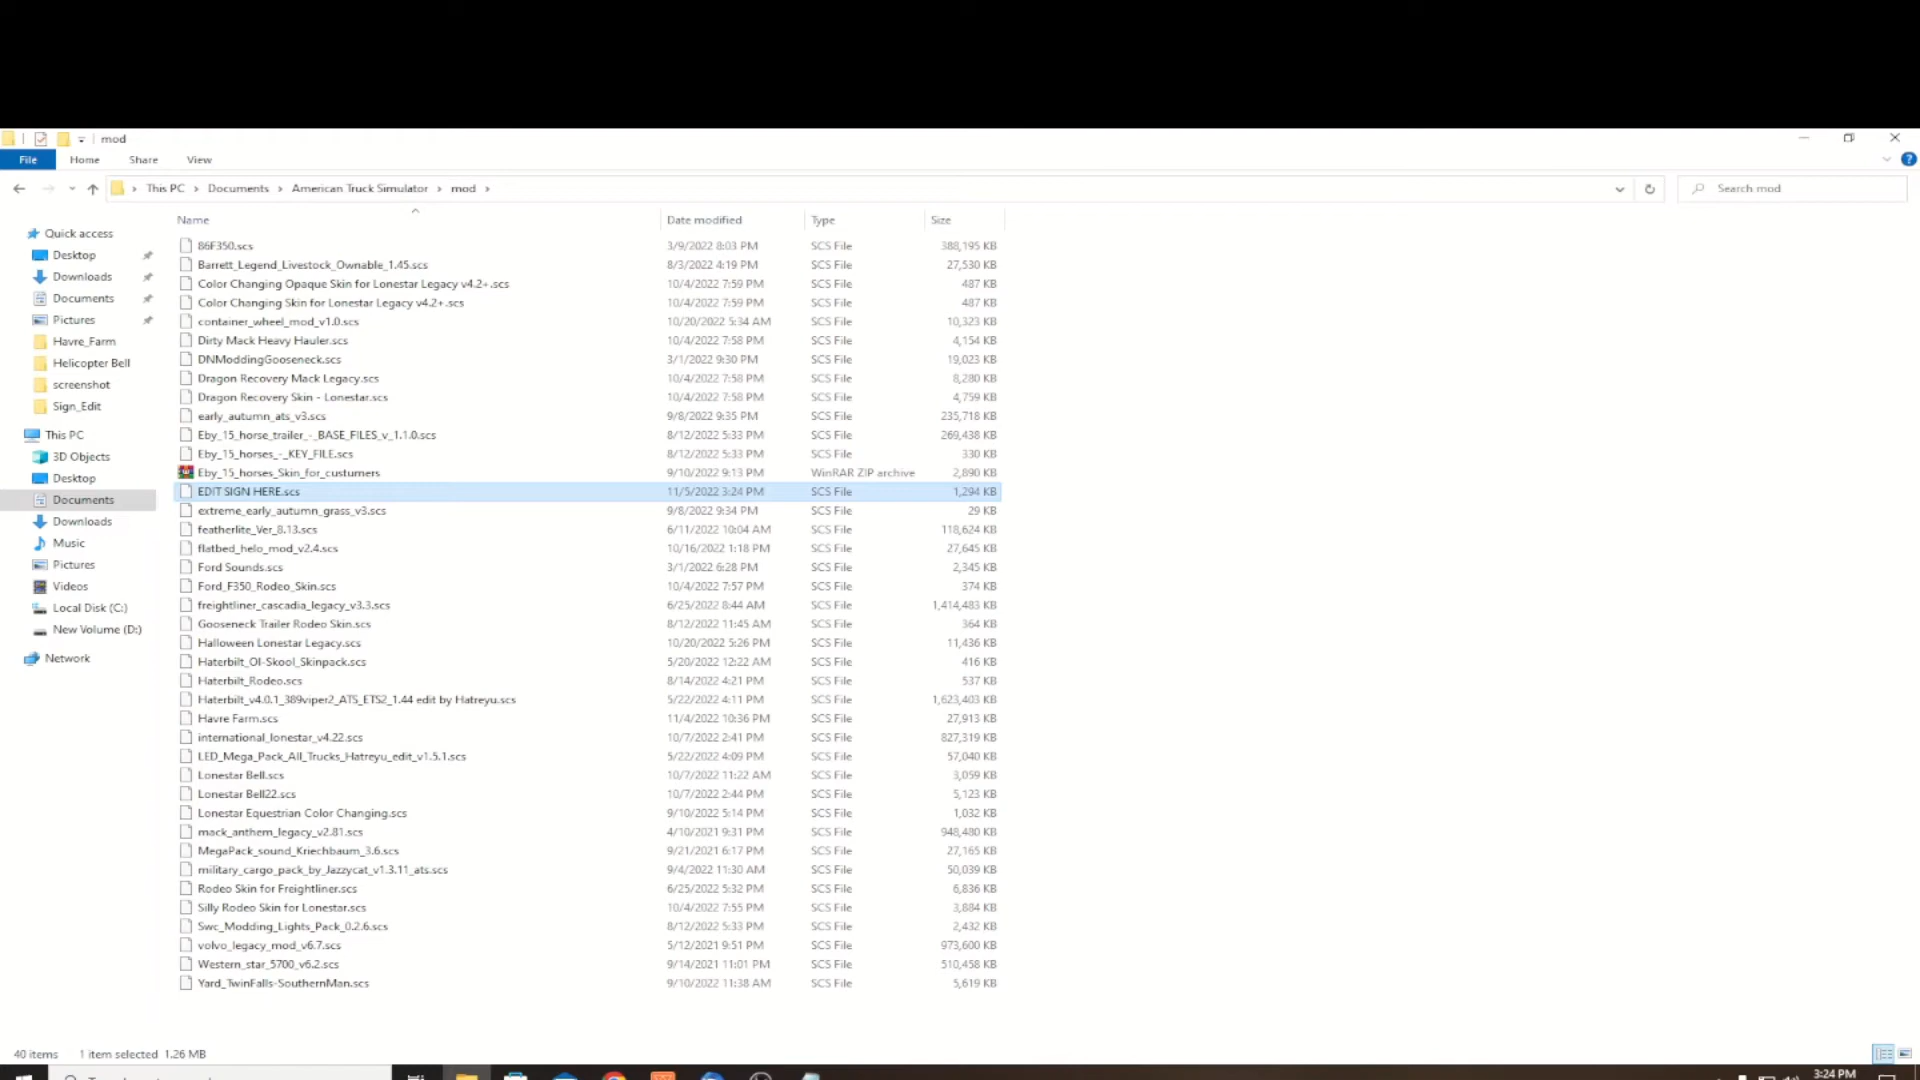 mod
File Home Share View
This PC > Documents > American Truck Simulator > mod >
Search mod
Name Date modified Type Size
Quick access
Desktop
Downloads
Documents
Pictures
Havre_Farm
Helicopter Bell
screenshot
Sign_Edit
This PC
3D Objects
Desktop
Documents
Downloads
Music
Pictures
Videos
Local Disk (C:)
New Volume (D:)
Network
86F350.scs 3/9/2022 8:03 PM SCS File 388,195 KB
Barrett_Legend_Livestock_Ownable_1.45.scs 8/3/2022 4:19 PM SCS File 27,530 KB
Color Changing Opaque Skin for Lonestar Legacy v4.2+.scs 10/4/2022 7:59 PM SCS File 487 KB
Color Changing Skin for Lonestar Legacy v4.2+.scs 10/4/2022 7:59 PM SCS File 487 KB
container_wheel_mod_v1.0.scs 10/20/2022 5:34 AM SCS File 10,323 KB
Dirty Mack Heavy Hauler.scs 10/4/2022 7:58 PM SCS File 4,154 KB
DNModdingGooseneck.scs 3/1/2022 9:30 PM SCS File 19,023 KB
Dragon Recovery Mack Legacy.scs 10/4/2022 7:58 PM SCS File 8,280 KB
Dragon Recovery Skin - Lonestar.scs 10/4/2022 7:58 PM SCS File 4,759 KB
early_autumn_ats_v3.scs 9/8/2022 9:35 PM SCS File 235,718 KB
Eby_15_horse_trailer_-_BASE_FILES_v_1.1.0.scs 8/12/2022 5:33 PM SCS File 269,438 KB
Eby_15_horses_-_KEY_FILE.scs 8/12/2022 5:33 PM SCS File 330 KB
Eby_15_horses_Skin_for_custumers 9/10/2022 9:13 PM WinRAR ZIP archive 2,890 KB
EDIT SIGN HERE.scs 11/5/2022 3:24 PM SCS File 1,294 KB
extreme_early_autumn_grass_v3.scs 9/8/2022 9:34 PM SCS File 29 KB
featherlite_Ver_8.13.scs 6/11/2022 10:04 AM SCS File 118,624 KB
flatbed_helo_mod_v2.4.scs 10/16/2022 1:18 PM SCS File 27,645 KB
Ford Sounds.scs 3/1/2022 6:28 PM SCS File 2,345 KB
Ford_F350_Rodeo_Skin.scs 10/4/2022 7:57 PM SCS File 374 KB
freightliner_cascadia_legacy_v3.3.scs 6/25/2022 8:44 AM SCS File 1,414,483 KB
Gooseneck Trailer Rodeo Skin.scs 8/12/2022 11:45 AM SCS File 364 KB
Halloween Lonestar Legacy.scs 10/20/2022 5:26 PM SCS File 11,436 KB
Haterbilt_Ol-Skool_Skinpack.scs 5/20/2022 12:22 AM SCS File 416 KB
Haterbilt_Rodeo.scs 8/14/2022 4:21 PM SCS File 537 KB
Haterbilt_v4.0.1_389viper2_ATS_ETS2_1.44 edit by Hatreyu.scs 5/22/2022 4:11 PM SCS File 1,623,403 KB
Havre Farm.scs 11/4/2022 10:36 PM SCS File 27,913 KB
international_lonestar_v4.22.scs 10/7/2022 2:41 PM SCS File 827,319 KB
LED_Mega_Pack_All_Trucks_Hatreyu_edit_v1.5.1.scs 5/22/2022 4:09 PM SCS File 57,040 KB
Lonestar Bell.scs 10/7/2022 11:22 AM SCS File 3,059 KB
Lonestar Bell22.scs 10/7/2022 2:44 PM SCS File 5,123 KB
Lonestar Equestrian Color Changing.scs 9/10/2022 5:14 PM SCS File 1,032 KB
mack_anthem_legacy_v2.81.scs 4/10/2021 9:31 PM SCS File 948,480 KB
MegaPack_sound_Kriechbaum_3.6.scs 9/21/2021 6:17 PM SCS File 27,165 KB
military_cargo_pack_by_Jazzycat_v1.3.11_ats.scs 9/4/2022 11:30 AM SCS File 50,039 KB
Rodeo Skin for Freightliner.scs 6/25/2022 5:32 PM SCS File 6,836 KB
Silly Rodeo Skin for Lonestar.scs 10/4/2022 7:55 PM SCS File 3,884 KB
Swc_Modding_Lights_Pack_0.2.6.scs 8/12/2022 5:33 PM SCS File 2,432 KB
volvo_legacy_mod_v6.7.scs 5/12/2021 9:51 PM SCS File 973,600 KB
Western_star_5700_v6.2.scs 9/14/2021 11:01 PM SCS File 510,458 KB
Yard_TwinFalls-SouthernMan.scs 9/10/2022 11:38 AM SCS File 5,619 KB
40 items 1 item selected 1.26 MB
3:24 PM